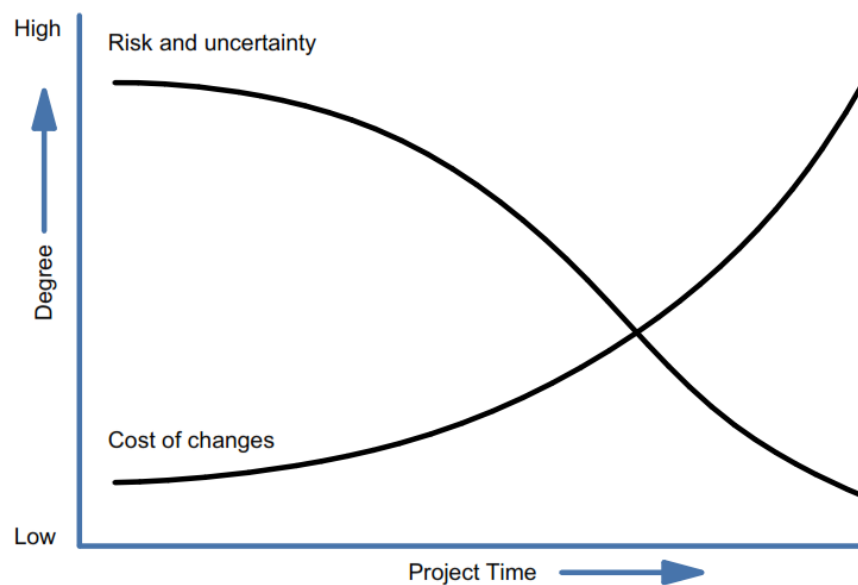 High
Risk and uncertainty
Degree
Cost of changes
Low
Project Time